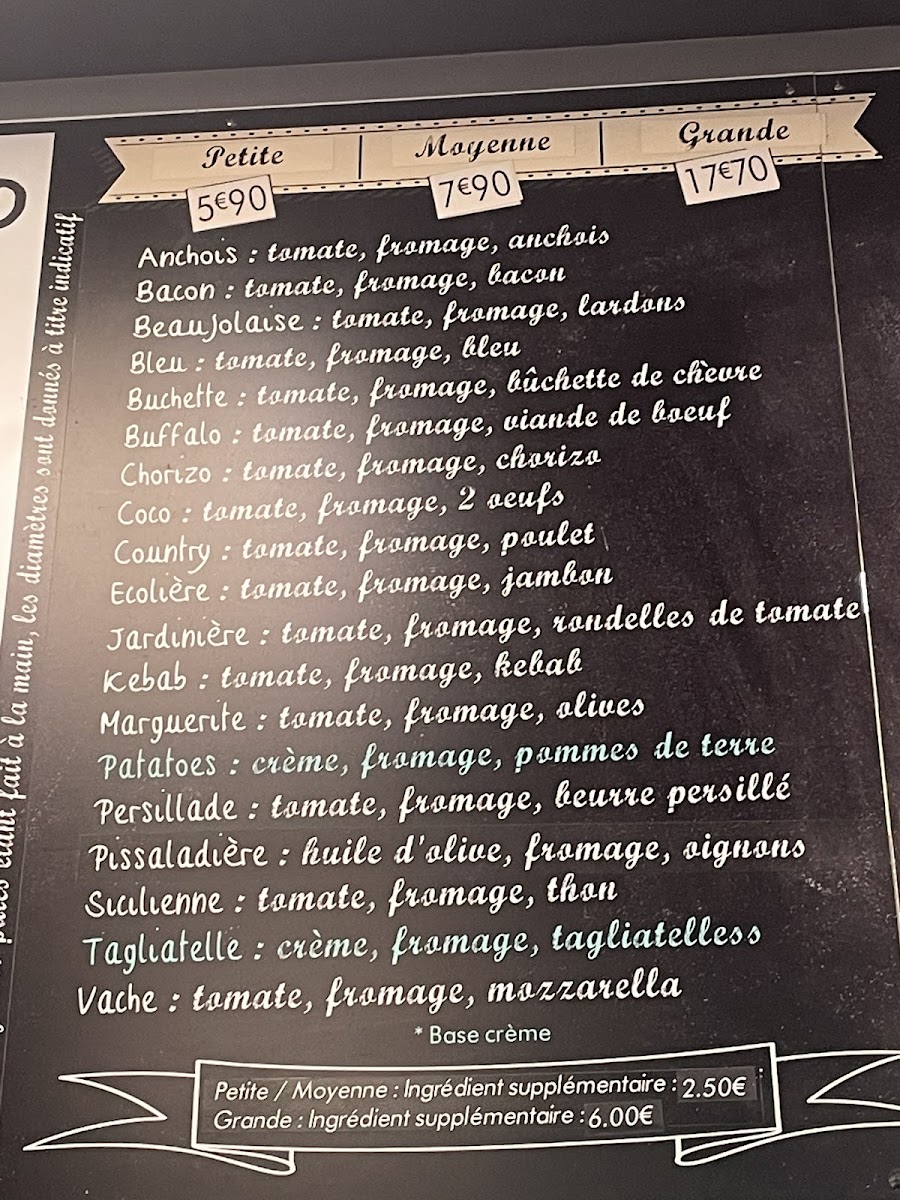 Petite Moyenne Grande
5€90 7€90 17€70
Anchois : tomate, fromage, anchois
Bacon : tomate, fromage, bacon
Beaujolaise : tomate, fromage, lardons
Bleu : tomate, fromage, bleu
Buchette : tomate, fromage, bûchette de chèvre
Buffalo : tomate, fromage, viande de boeuf
Chorizo : tomate, fromage, chorizo
Coco : tomate, fromage, 2 oeufs
Country : tomate, fromage, poulet
Ecolière : tomate, fromage, jambon
Jardinière : tomate, fromage, rondelles de tomate
Kebab : tomate, fromage, kebab
Marguerite : tomate, fromage, olives
Patatoes : crème, fromage, pommes de terre
Persillade : tomate, fromage, beurre persillé
Pissaladière : huile d'olive, fromage, oignons
Sicilienne : tomate, fromage, thon
Tagliatelle : crème, fromage, tagliatelless
Vache : tomate, fromage, mozzarella
* Base crème
Petite / Moyenne : Ingrédient supplémentaire : 2.50€
Grande : Ingrédient supplémentaire : 6.00€
étant fait à la main, les diamètres sont donnés à titre indicatif